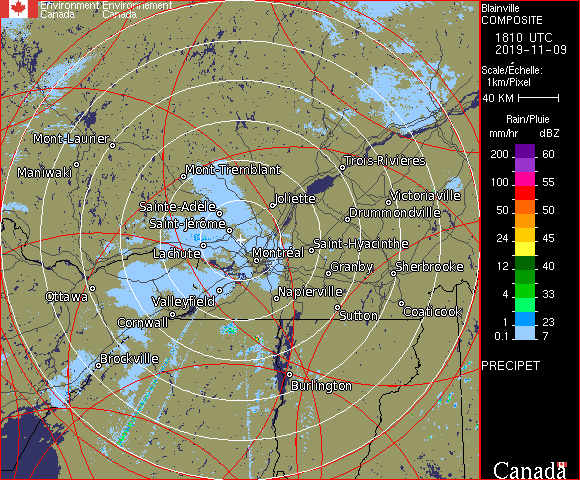 Environment Environnement
Canada Canada
Blainville
COMPOSITE
1810 UTC
2019-11-09
Scale/Échelle:
1km/Pixel
40 KM
Rain/Pluie
mm/hr dBZ
200 60
100 55
50 50
24 45
12 40
4 33
1 23
0.1 7
PRECIPET
Canada
Mont-Laurier
Maniwaki
Mont-Tremblant
Trois-Rivières
Joliette
Victoriaville
Sainte-Adèle
Drummondville
Saint-Jérôme
Lachute
Montréal
Saint-Hyacinthe
Granby
Sherbrooke
Ottawa
Valleyfield
Napierville
Cornwall
Sutton
Coaticook
Brockville
Burlington